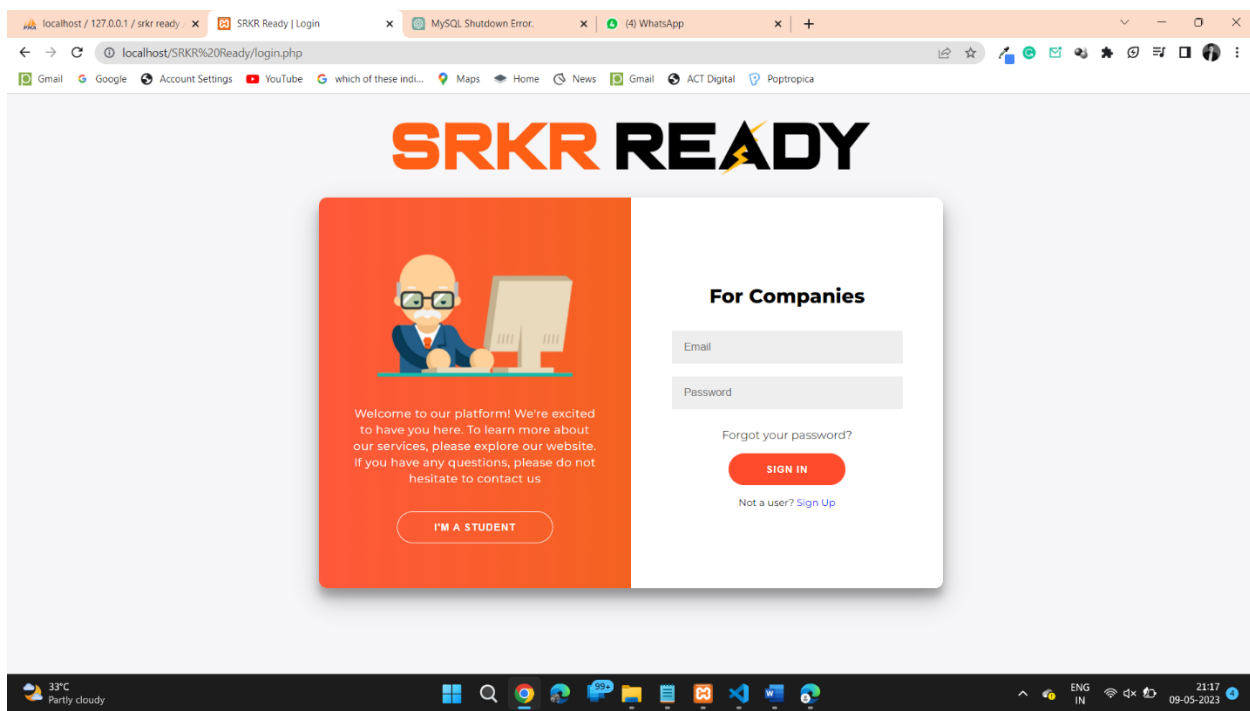 localhost / 127.0.0.1 / srkr ready
SRKR Ready | Login
MySQL Shutdown Error.
(4) WhatsApp
localhost/SRKR%20Ready/login.php
Gmail
Google
Account Settings
YouTube
which of these indi...
Maps
Home
News
Gmail
ACT Digital
Poptropica
SRKR READY
Welcome to our platform! We're excited
to have you here. To learn more about
our services, please explore our website.
If you have any questions, please do not
hesitate to contact us
I'M A STUDENT
For Companies
Email
Password
Forgot your password?
SIGN IN
Not a user? Sign Up
33°C
Partly cloudy
99+
ENG
IN
21:17
09-05-2023
4